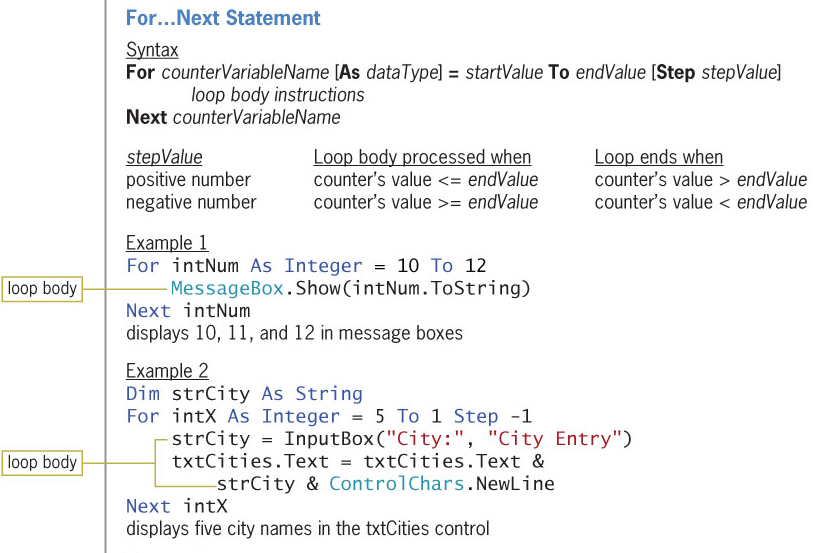 For...Next Statement
Syntax
For counterVariableName [As dataType] = startValue To endValue [Step stepValue]
loop body instructions
Next counterVariableName
stepValue Loop body processed when Loop ends when
positive number counter's value <= endValue counter's value > endValue
negative number counter's value >= endValue counter's value < endValue
Example 1
For intNum As Integer = 10 To 12
loop body MessageBox.Show(intNum.ToString)
Next intNum
displays 10, 11, and 12 in message boxes
Example 2
Dim strCity As String
For intX As Integer = 5 To 1 Step -1
strCity = InputBox("City:", "City Entry")
loop body txtCities.Text = txtCities.Text &
strCity & ControlChars.NewLine
Next intX
displays five city names in the txtCities control